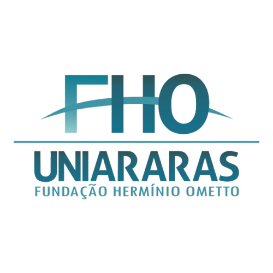 FHO
UNIARARAS
FUNDAÇÃO HERMÍNIO OMETTO